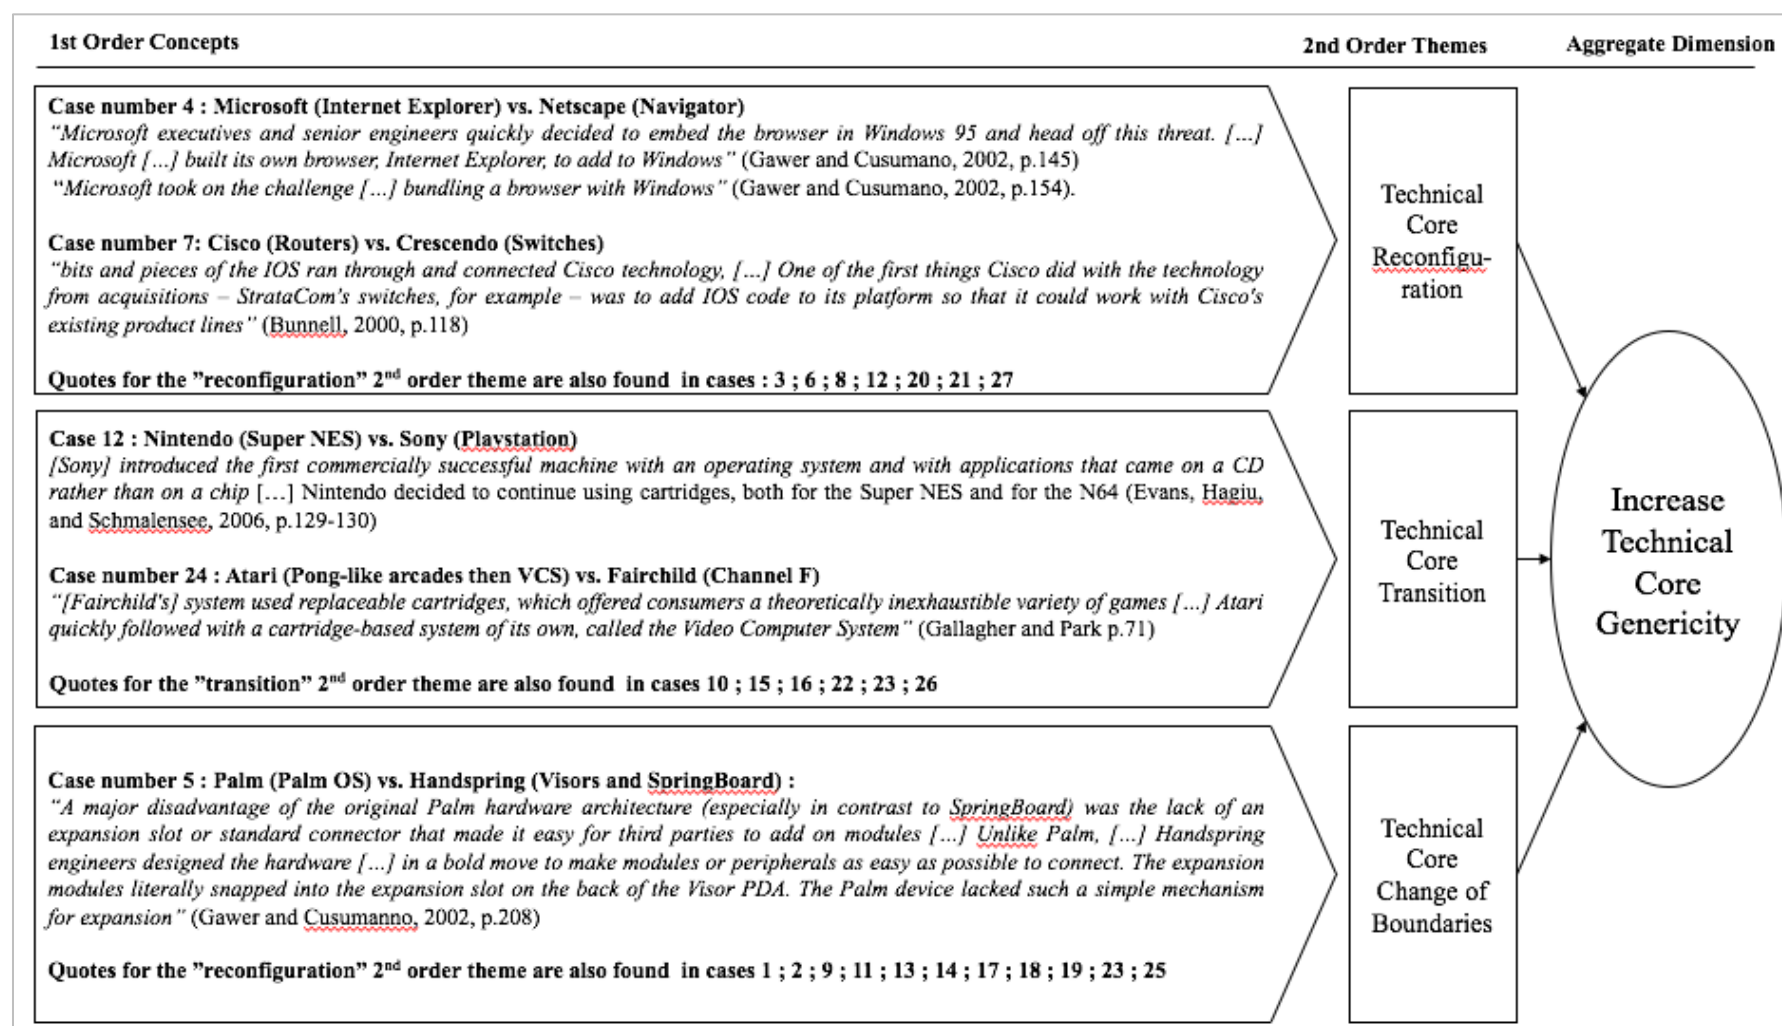 1st Order Concepts
2nd Order Themes
Aggregate Dimension
Case number 4 : Microsoft (Internet Explorer) vs. Netscape (Navigator)
“Microsoft executives and senior engineers quickly decided to embed the browser in Windows 95 and head off this threat. [...]
Microsoft [...] built its own browser, Internet Explorer, to add to Windows” (Gawer and Cusumano, 2002, p.145)
“Microsoft took on the challenge [...] bundling a browser with Windows” (Gawer and Cusumano, 2002, p.154).
Case number 7: Cisco (Routers) vs. Crescendo (Switches)
“bits and pieces of the IOS ran through and connected Cisco technology, [...] One of the first things Cisco did with the technology
from acquisitions – StrataCom's switches, for example – was to add IOS code to its platform so that it could work with Cisco's
existing product lines” (Bunnell, 2000, p.118)
Quotes for the ”reconfiguration” 2nd order theme are also found in cases : 3 ; 6 ; 8 ; 12 ; 20 ; 21 ; 27
Technical
Core
Reconfigu-
ration
Case 12 : Nintendo (Super NES) vs. Sony (Playstation)
[Sony] introduced the first commercially successful machine with an operating system and with applications that came on a CD
rather than on a chip [...] Nintendo decided to continue using cartridges, both for the Super NES and for the N64 (Evans, Hagiu,
and Schmalensee, 2006, p.129-130)
Case number 24 : Atari (Pong-like arcades then VCS) vs. Fairchild (Channel F)
“[Fairchild's] system used replaceable cartridges, which offered consumers a theoretically inexhaustible variety of games [...] Atari
quickly followed with a cartridge-based system of its own, called the Video Computer System” (Gallagher and Park p.71)
Quotes for the ”transition” 2nd order theme are also found in cases 10 ; 15 ; 16 ; 22 ; 23 ; 26
Technical
Core
Transition
Case number 5 : Palm (Palm OS) vs. Handspring (Visors and SpringBoard) :
“A major disadvantage of the original Palm hardware architecture (especially in contrast to SpringBoard) was the lack of an
expansion slot or standard connector that made it easy for third parties to add on modules [...] Unlike Palm, [...] Handspring
engineers designed the hardware [...] in a bold move to make modules or peripherals as easy as possible to connect. The expansion
modules literally snapped into the expansion slot on the back of the Visor PDA. The Palm device lacked such a simple mechanism
for expansion” (Gawer and Cusumanno, 2002, p.208)
Quotes for the ”reconfiguration” 2nd order theme are also found in cases 1 ; 2 ; 9 ; 11 ; 13 ; 14 ; 17 ; 18 ; 19 ; 23 ; 25
Technical
Core
Change of
Boundaries
Increase
Technical
Core
Genericity